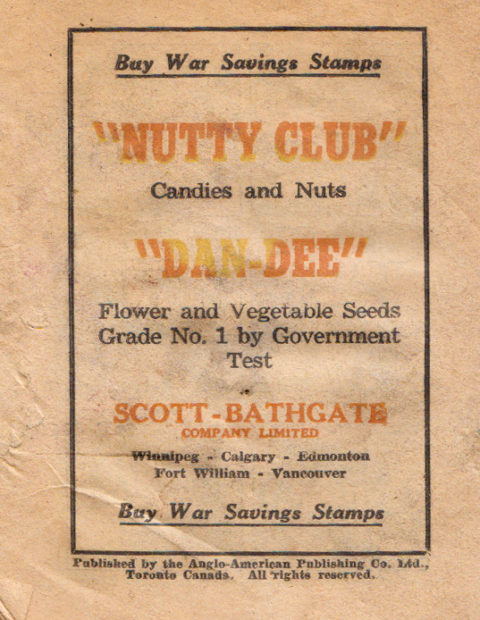 Buy War Savings Stamps
"NUTTY CLUB"
Candies and Nuts
"DAN-DEE"
Flower and Vegetable Seeds
Grade No. 1 by Government
Test
SCOTT-BATHGATE
COMPANY LIMITED
Winnipeg - Calgary - Edmonton
Fort William - Vancouver
Buy War Savings Stamps
Published by the Anglo-American Publishing Co. Ltd.,
Toronto Canada. All rights reserved.